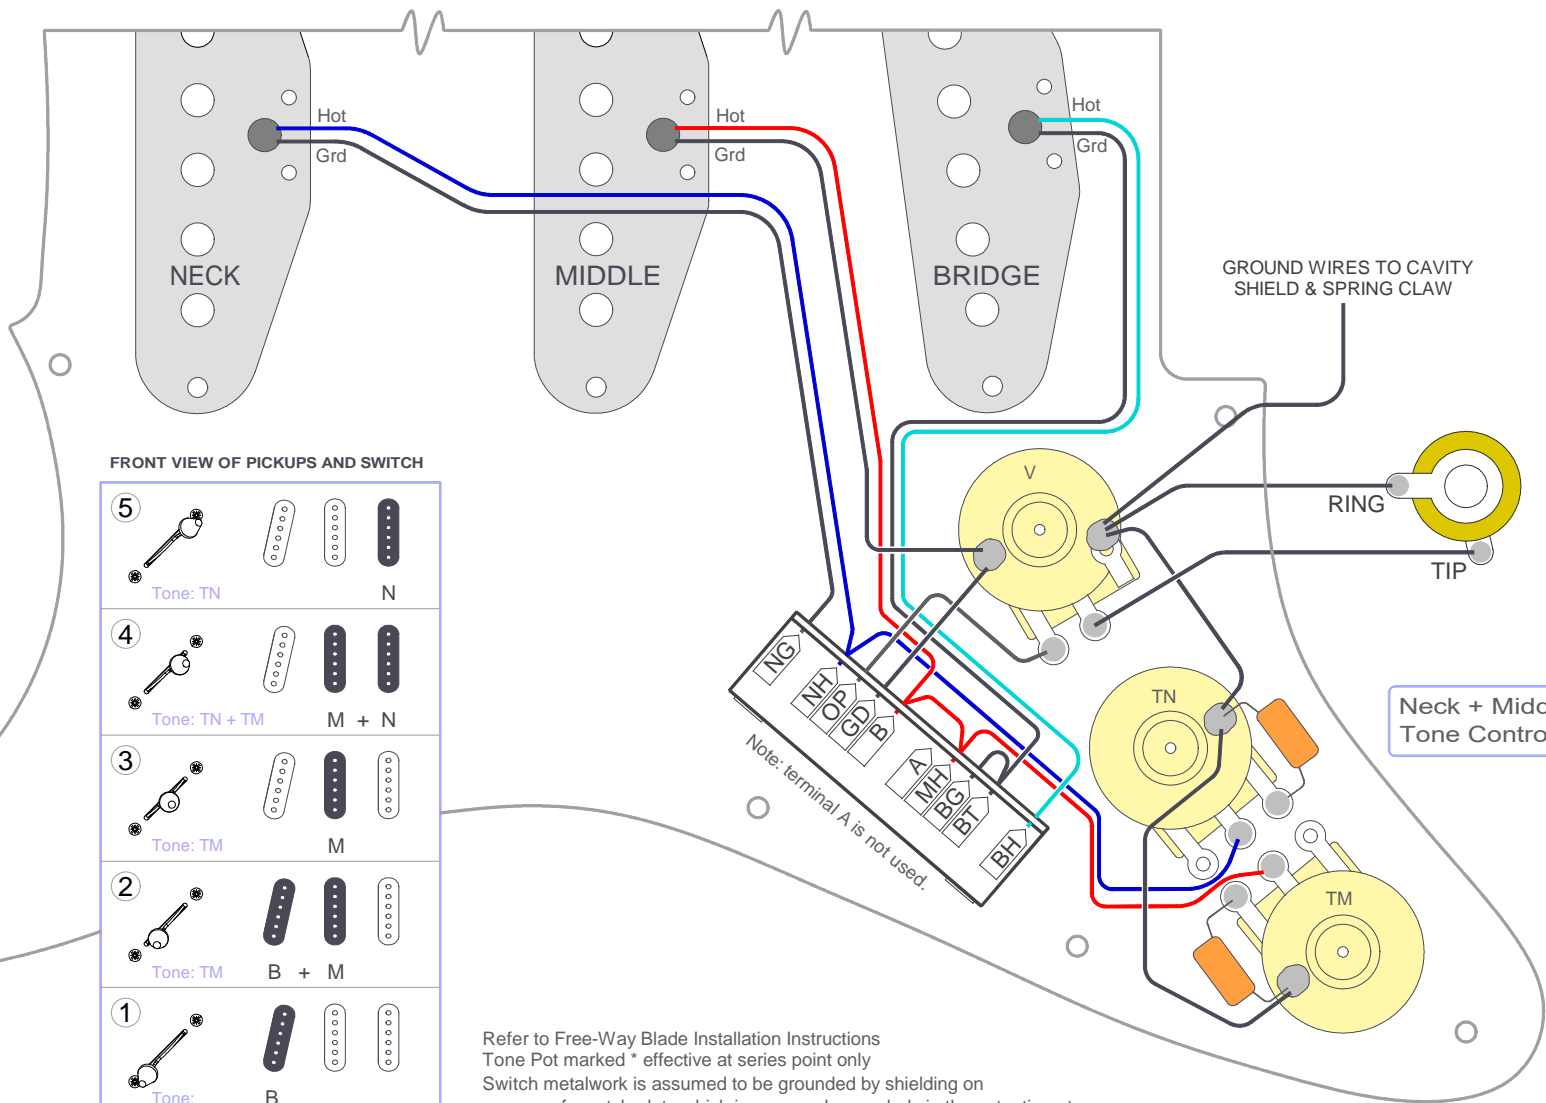 Hot
Grd
Hot
Grd
Hot
Grd
NECK
MIDDLE
BRIDGE
GROUND WIRES TO CAVITY
SHIELD & SPRING CLAW
FRONT VIEW OF PICKUPS AND SWITCH
5
Tone: TN
N
4
Tone: TN + TM
M + N
3
Tone: TM
M
2
Tone: TM
B + M
1
Tone:
B
V
RING
TIP
TN
TM
NG
NH
OP
GD
B
A
MH
BG
BT
BH
Note: terminal A is not used.
Neck + Midd
Tone Contro
Refer to Free-Way Blade Installation Instructions
Tone Pot marked * effective at series point only
Switch metalwork is assumed to be grounded by shielding on